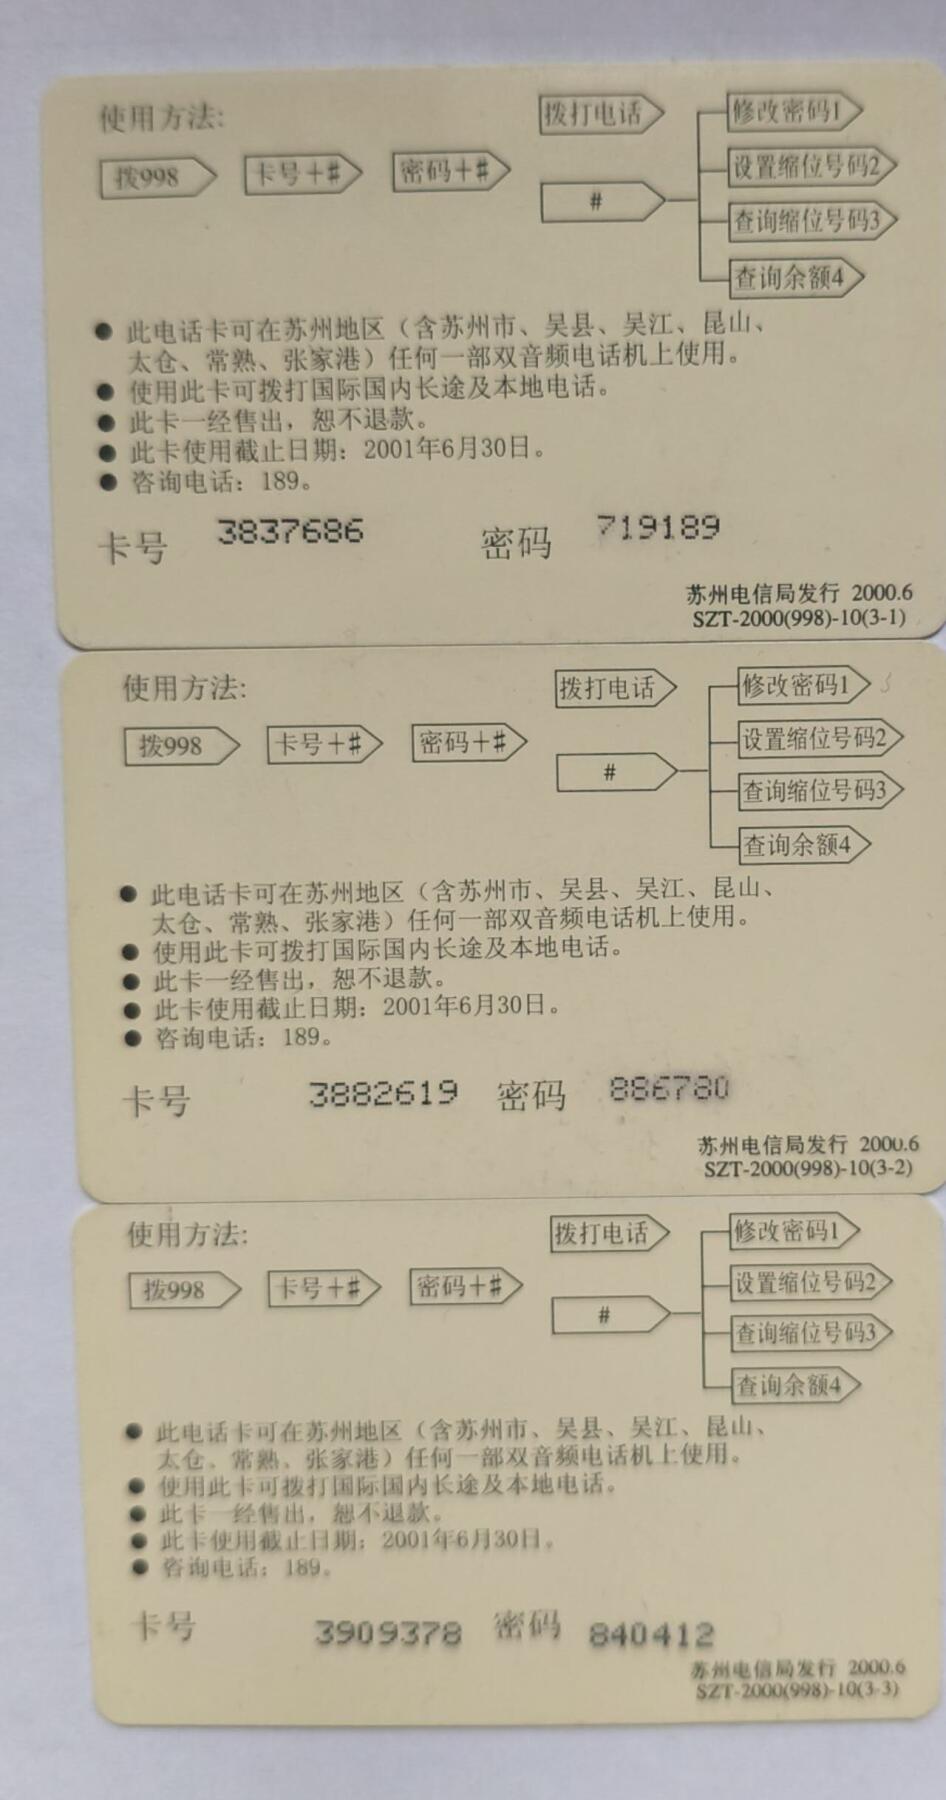 使用方法:
拨打电话
修改密码1
拨998
卡号+#
密码+#
设置缩位号码2
#
查询缩位号码3
查询余额4
● 此电话卡可在苏州地区（含苏州市、吴县、吴江、昆山、
太仓、常熟、张家港）任何一部双音频电话机上使用。
● 使用此卡可拨打国际国内长途及本地电话。
● 此卡一经售出，恕不退款。
● 此卡使用截止日期：2001年6月30日。
● 咨询电话：189。
卡号 3837686 密码 719189
苏州电信局发行 2000.6
SZT-2000(998)-10(3-1)
使用方法:
拨打电话
修改密码1
拨998
卡号+#
密码+#
设置缩位号码2
#
查询缩位号码3
查询余额4
● 此电话卡可在苏州地区（含苏州市、吴县、吴江、昆山、
太仓、常熟、张家港）任何一部双音频电话机上使用。
● 使用此卡可拨打国际国内长途及本地电话。
● 此卡一经售出，恕不退款。
● 此卡使用截止日期：2001年6月30日。
● 咨询电话：189。
卡号 3882619 密码 886780
苏州电信局发行 2000.6
SZT-2000(998)-10(3-2)
使用方法:
拨打电话
修改密码1
拨998
卡号+#
密码+#
设置缩位号码2
#
查询缩位号码3
查询余额4
● 此电话卡可在苏州地区（含苏州市、吴县、吴江、昆山、
太仓、常熟、张家港）任何一部双音频电话机上使用。
● 使用此卡可拨打国际国内长途及本地电话。
● 此卡一经售出，恕不退款。
● 此卡使用截止日期：2001年6月30日。
● 咨询电话：189。
卡号 3909378 密码 840412
苏州电信局发行 2000.6
SZT-2000(998)-10(3-3)